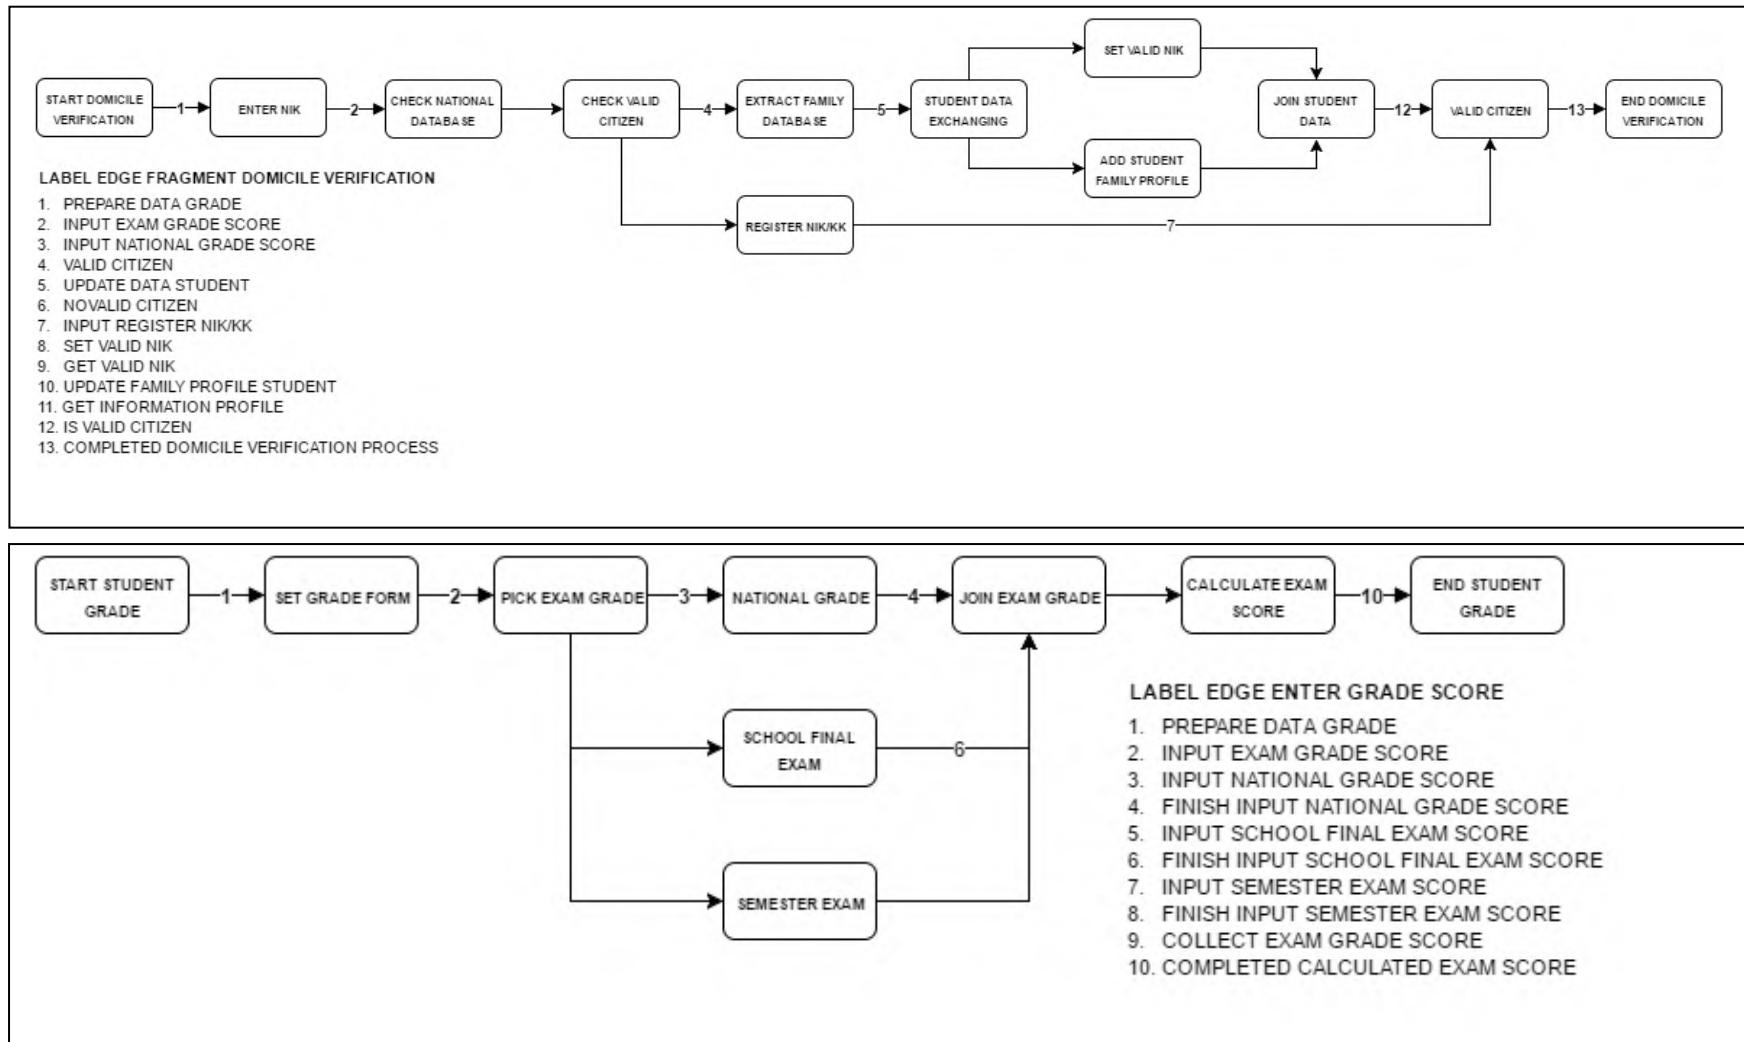 SET VALID NIK
START DOMICILE
VERIFICATION
1
ENTER NIK
2
CHECK NATIONAL
DATABASE
CHECK VALID
CITIZEN
4
EXTRACT FAMILY
DATABASE
5
STUDENT DATA
EXCHANGING
JOIN STUDENT
DATA
12
VALID CITIZEN
13
END DOMICILE
VERIFICATION
ADD STUDENT
FAMILY PROFILE
REGISTER NIK/KK
7
LABEL EDGE FRAGMENT DOMICILE VERIFICATION
1. PREPARE DATA GRADE
2. INPUT EXAM GRADE SCORE
3. INPUT NATIONAL GRADE SCORE
4. VALID CITIZEN
5. UPDATE DATA STUDENT
6. NOVALID CITIZEN
7. INPUT REGISTER NIK/KK
8. SET VALID NIK
9. GET VALID NIK
10. UPDATE FAMILY PROFILE STUDENT
11. GET INFORMATION PROFILE
12. IS VALID CITIZEN
13. COMPLETED DOMICILE VERIFICATION PROCESS
START STUDENT
GRADE
1
SET GRADE FORM
2
PICK EXAM GRADE
3
NATIONAL GRADE
4
JOIN EXAM GRADE
CALCULATE EXAM
SCORE
10
END STUDENT
GRADE
SCHOOL FINAL
EXAM
6
SEMESTER EXAM
LABEL EDGE ENTER GRADE SCORE
1. PREPARE DATA GRADE
2. INPUT EXAM GRADE SCORE
3. INPUT NATIONAL GRADE SCORE
4. FINISH INPUT NATIONAL GRADE SCORE
5. INPUT SCHOOL FINAL EXAM SCORE
6. FINISH INPUT SCHOOL FINAL EXAM SCORE
7. INPUT SEMESTER EXAM SCORE
8. FINISH INPUT SEMESTER EXAM SCORE
9. COLLECT EXAM GRADE SCORE
10. COMPLETED CALCULATED EXAM SCORE